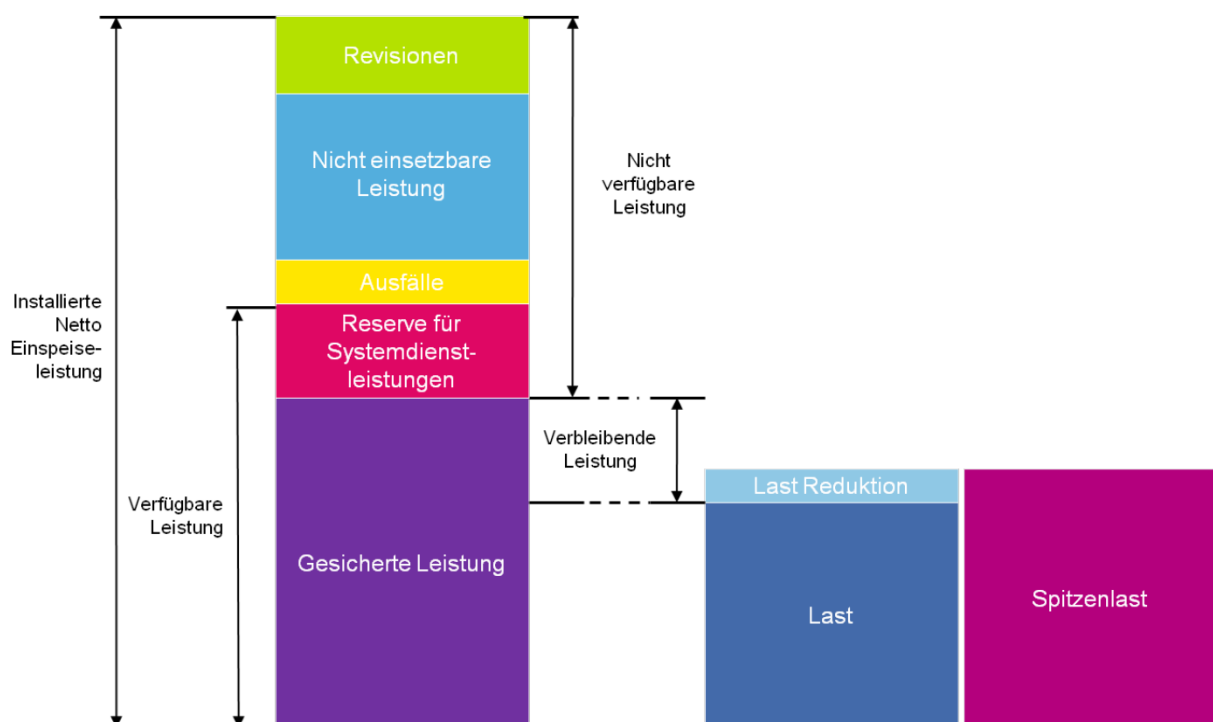 Revisionen
Nicht einsetzbare
Leistung
Nicht
verfügbare
Leistung
Ausfälle
Installierte
Netto
Einspeise-
leistung
Reserve für
Systemdienst-
leistungen
Verbleibende
Leistung
Verfügbare
Leistung
Gesicherte Leistung
Last Reduktion
Last
Spitzenlast